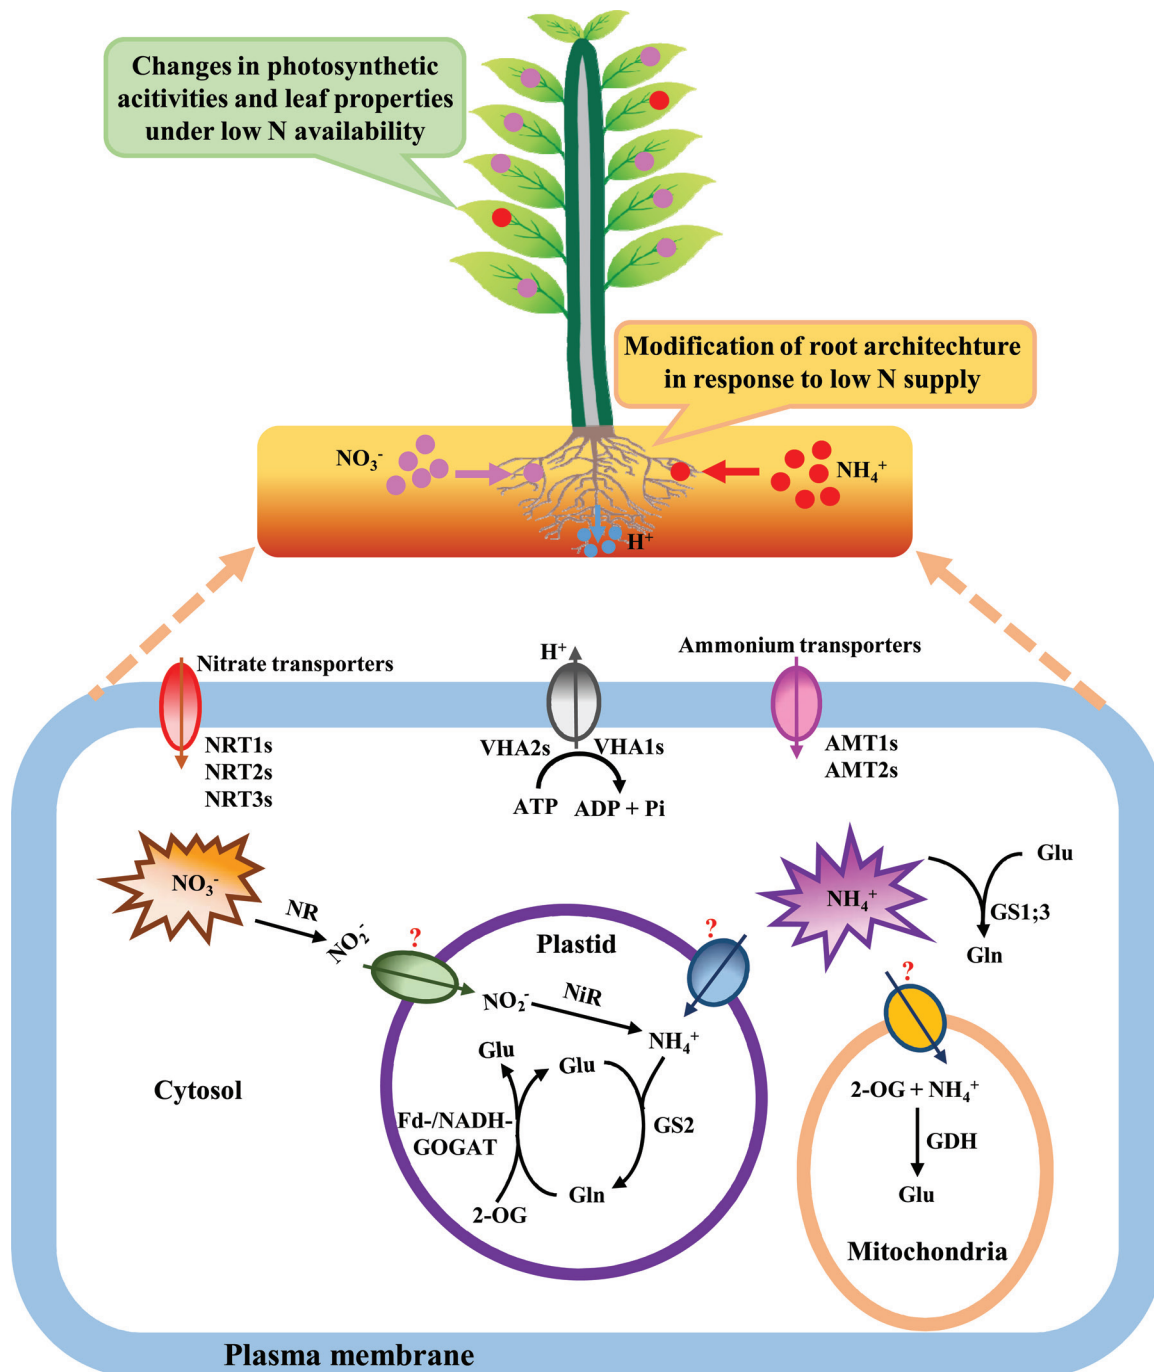 Changes in photosynthetic
acitivities and leaf properties
under low N availability
Modification of root architechture
in response to low N supply
NO₃⁻
NH₄⁺
H⁺
Nitrate transporters
H⁺
Ammonium transporters
NRT1s
NRT2s
NRT3s
VHA2s
VHA1s
ATP
ADP + Pi
AMT1s
AMT2s
NO₃⁻
NR
NO₂⁻
NH₄⁺
Glu
GS1;3
Gln
?
Plastid
?
?
NO₂⁻
NiR
NH₄⁺
Glu
Glu
Fd-/NADH-
GOGAT
GS2
Gln
2-OG
Cytosol
2-OG + NH₄⁺
GDH
Glu
Mitochondria
Plasma membrane